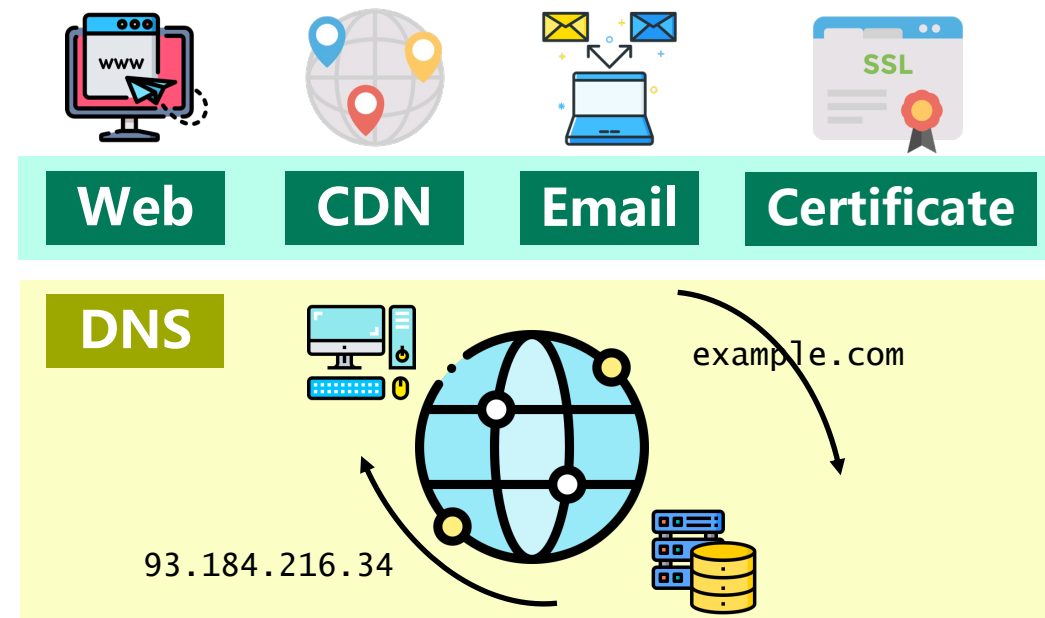 WWW
SSL
Web
CDN
Email
Certificate
DNS
example.com
93.184.216.34